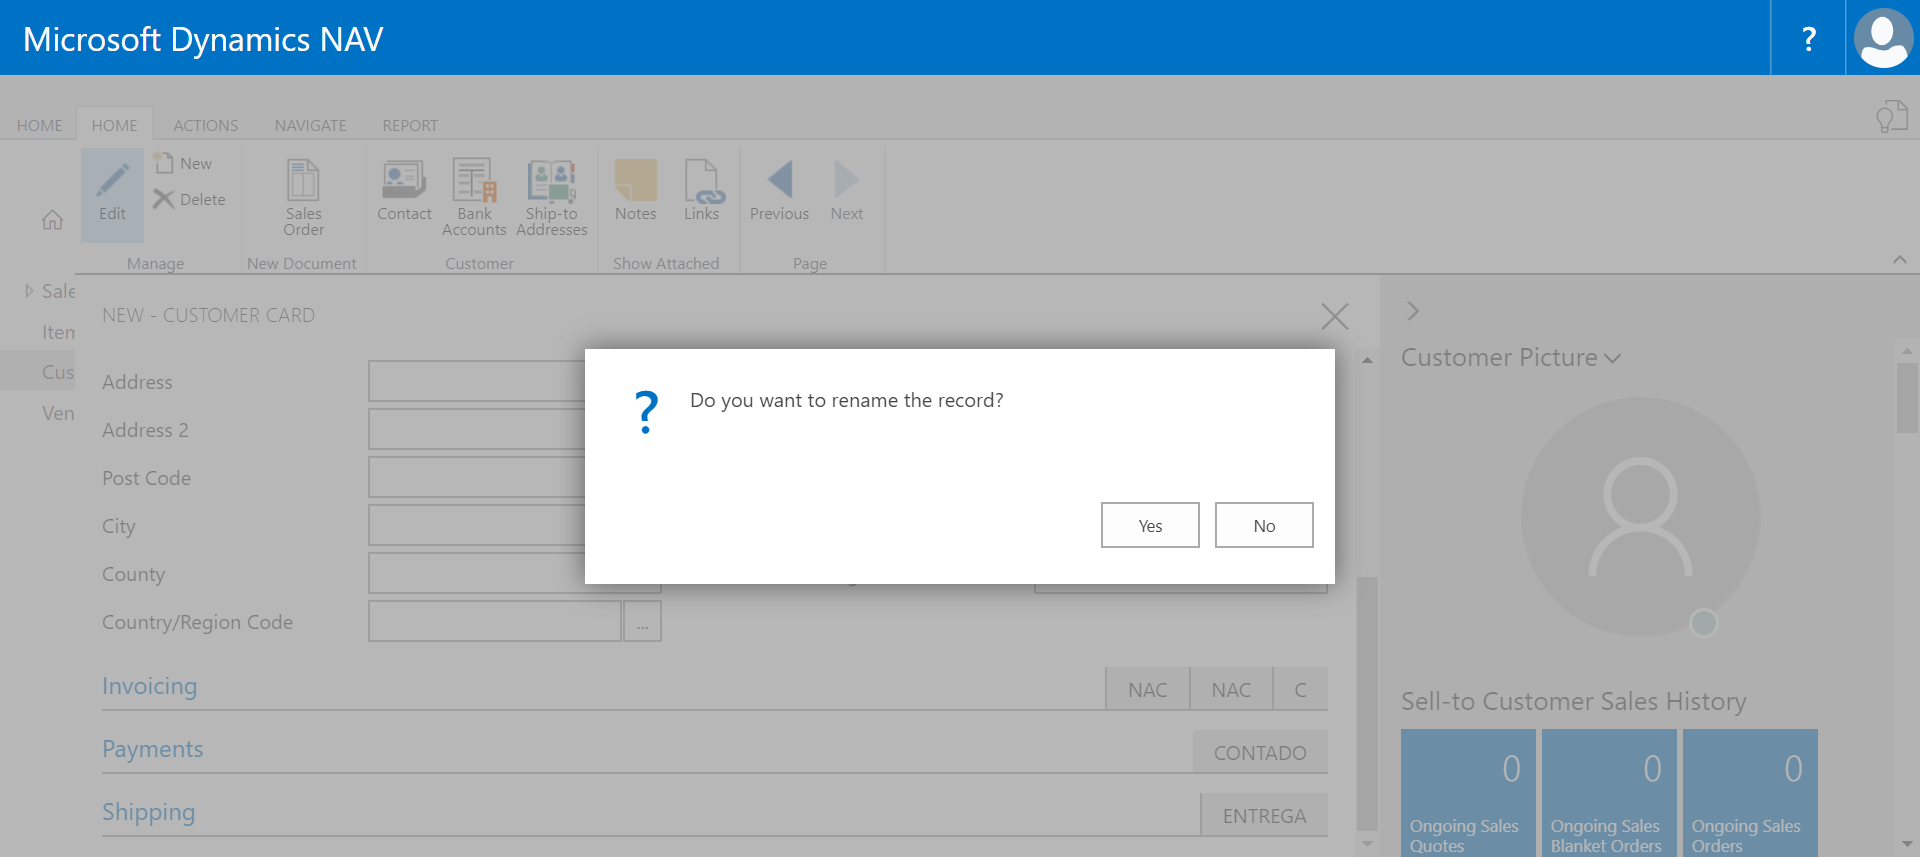 Microsoft Dynamics NAV
?
HOME
HOME
ACTIONS
NAVIGATE
REPORT
Edit
New
Delete
Manage
Sales
Order
New Document
Contact
Bank
Accounts
Ship-to
Addresses
Customer
Notes
Links
Show Attached
Previous
Next
Page
Sale
Item
Cus
Ven
NEW - CUSTOMER CARD
Address
Address 2
Post Code
City
County
Country/Region Code
...
?
Do you want to rename the record?
Yes
No
Invoicing
NAC
NAC
C
Payments
CONTADO
Shipping
ENTREGA
Customer Picture
Sell-to Customer Sales History
0
Ongoing Sales
Quotes
0
Ongoing Sales
Blanket Orders
0
Ongoing Sales
Orders